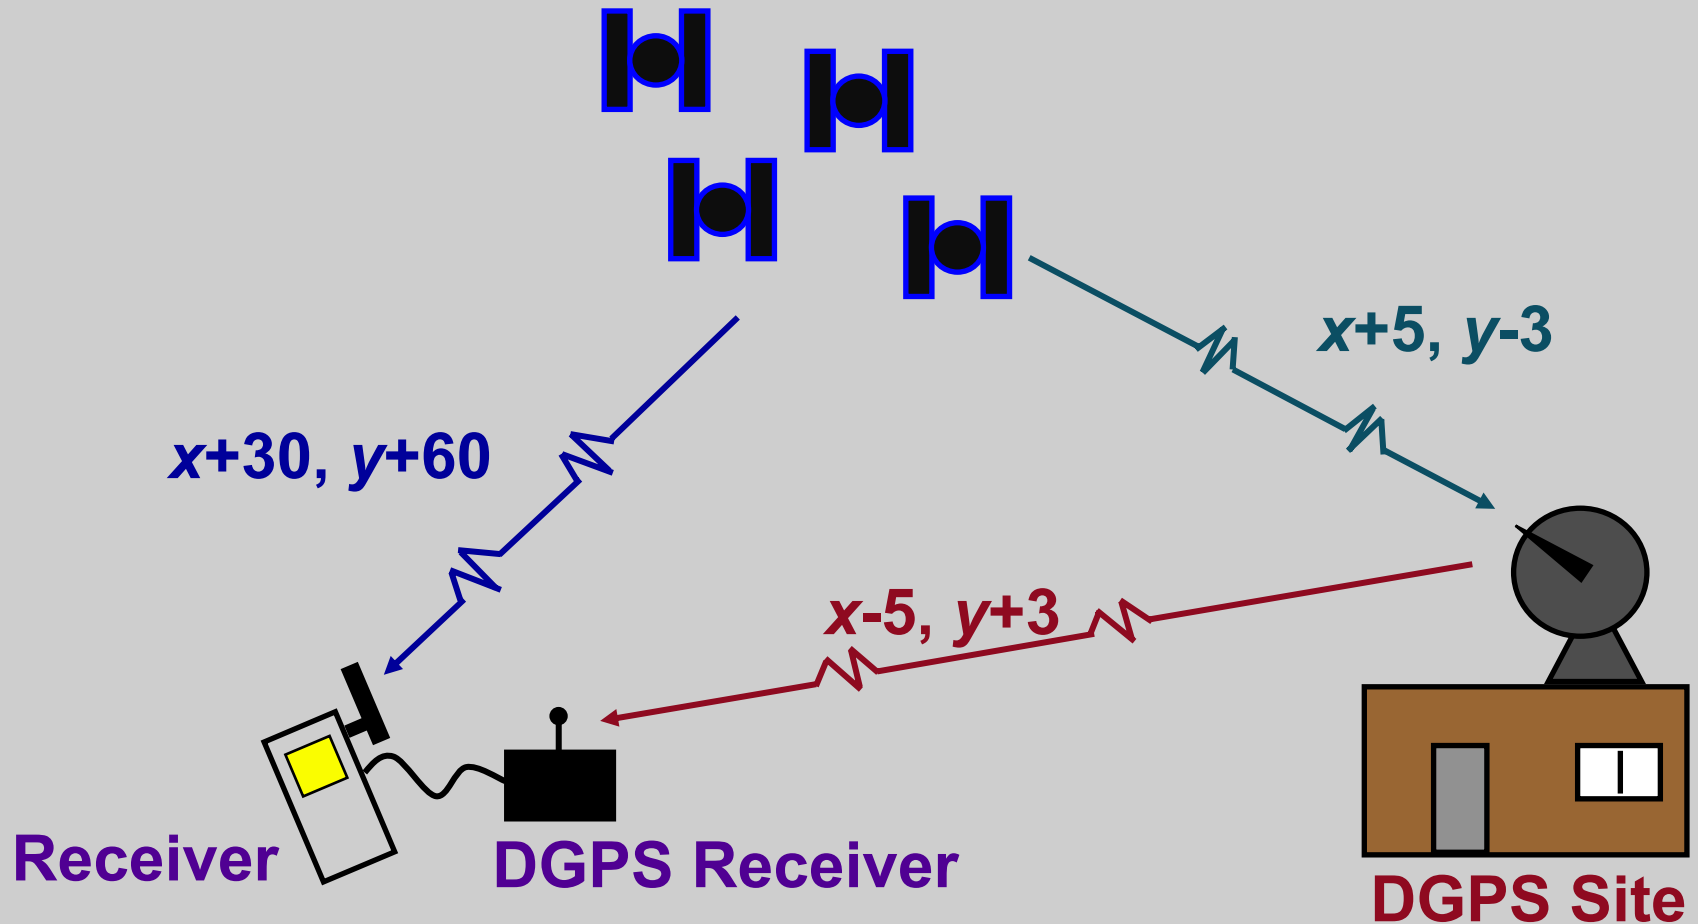 x+5, y-3
x+30, y+60
x-5, y+3
Receiver
DGPS Receiver
DGPS Site